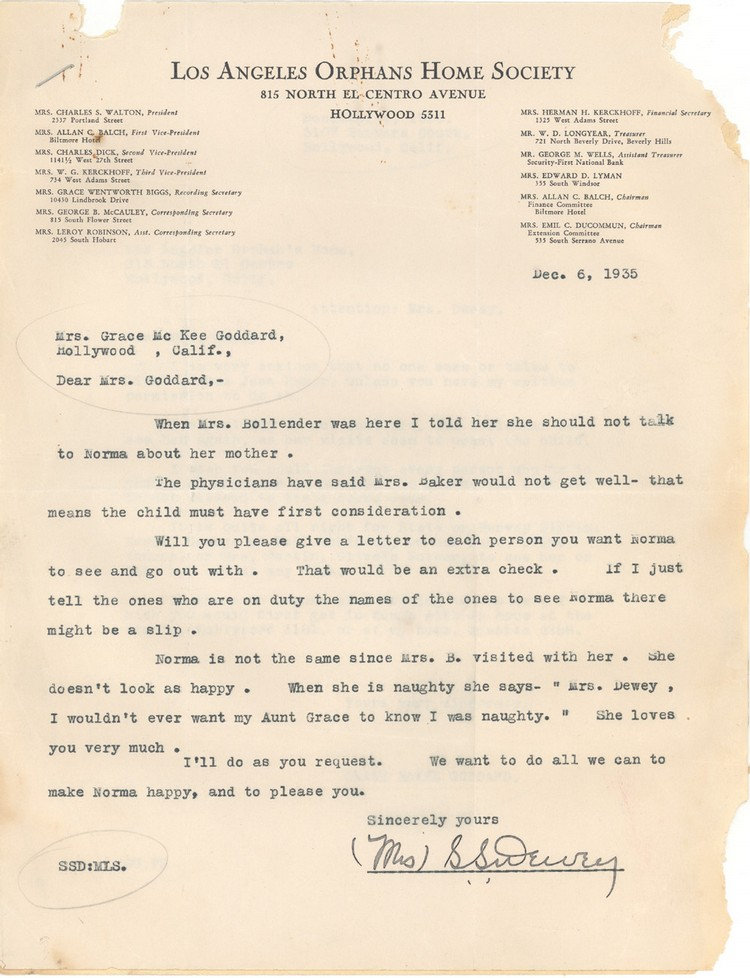 LOS ANGELES ORPHANS HOME SOCIETY
815 NORTH EL CENTRO AVENUE
HOLLYWOOD 5311
MRS. CHARLES S. WALTON, President
2337 Portland Street
MRS. ALLAN C. BALCH, First Vice-President
Biltmore Hotel
MRS. CHARLES DICK, Second Vice-President
1141½ West 27th Street
MRS. W. G. KERCKHOFF, Third Vice-President
734 West Adams Street
MRS. GRACE WENTWORTH BIGGS, Recording Secretary
10430 Lindbrook Drive
MRS. GEORGE B. McCAULEY, Corresponding Secretary
815 South Flower Street
MRS. LEROY ROBINSON, Asst. Corresponding Secretary
2045 South Hobart
MRS. HERMAN H. KERCKHOFF, Financial Secretary
1325 West Adams Street
MR. W. D. LONGYEAR, Treasurer
721 North Beverly Drive, Beverly Hills
MR. GEORGE M. WELLS, Assistant Treasurer
Security-First National Bank
MRS. EDWARD D. LYMAN
355 South Windsor
MRS. ALLAN C. BALCH, Chairman
Finance Committee
Biltmore Hotel
MRS. EMIL C. DUCOMMUN, Chairman
Extension Committee
535 South Serrano Avenue
Dec. 6, 1935
Mrs. Grace Mc Kee Goddard,
Hollywood , Calif.,
Dear Mrs. Goddard,-
When Mrs. Bollender was here I told her she should not talk
to Norma about her mother .
The physicians have said Mrs. Baker would not get well- that
means the child must have first consideration .
Will you please give a letter to each person you want Norma
to see and go out with . That would be an extra check . If I just
tell the ones who are on duty the names of the ones to see Norma there
might be a slip .
Norma is not the same since Mrs. B. visited with her . She
doesn't look as happy . When she is naughty she says- " Mrs. Dewey ,
I wouldn't ever want my Aunt Grace to know I was naughty. " She loves
you very much .
I'll do as you request. We want to do all we can to
make Norma happy, and to please you.
Sincerely yours
(Mrs) S S Dewey
SSD:MLS.